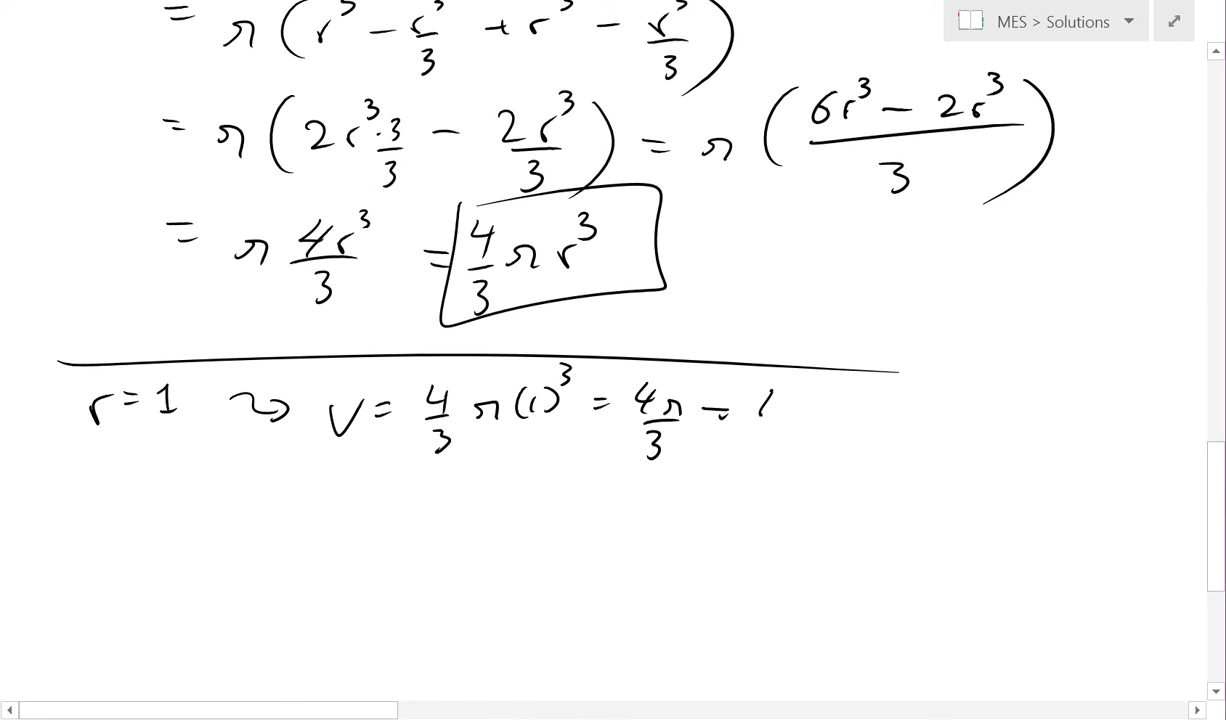 MES > Solutions
= π(r³ − r³/3 + r³ − r³/3)
= π(2r³·3/3 − 2r³/3) = π((6r³ − 2r³)/3)
= π 4r³/3 = 4/3 πr³
r = 1 ⤳ V = 4/3 π(1)³ = 4π/3